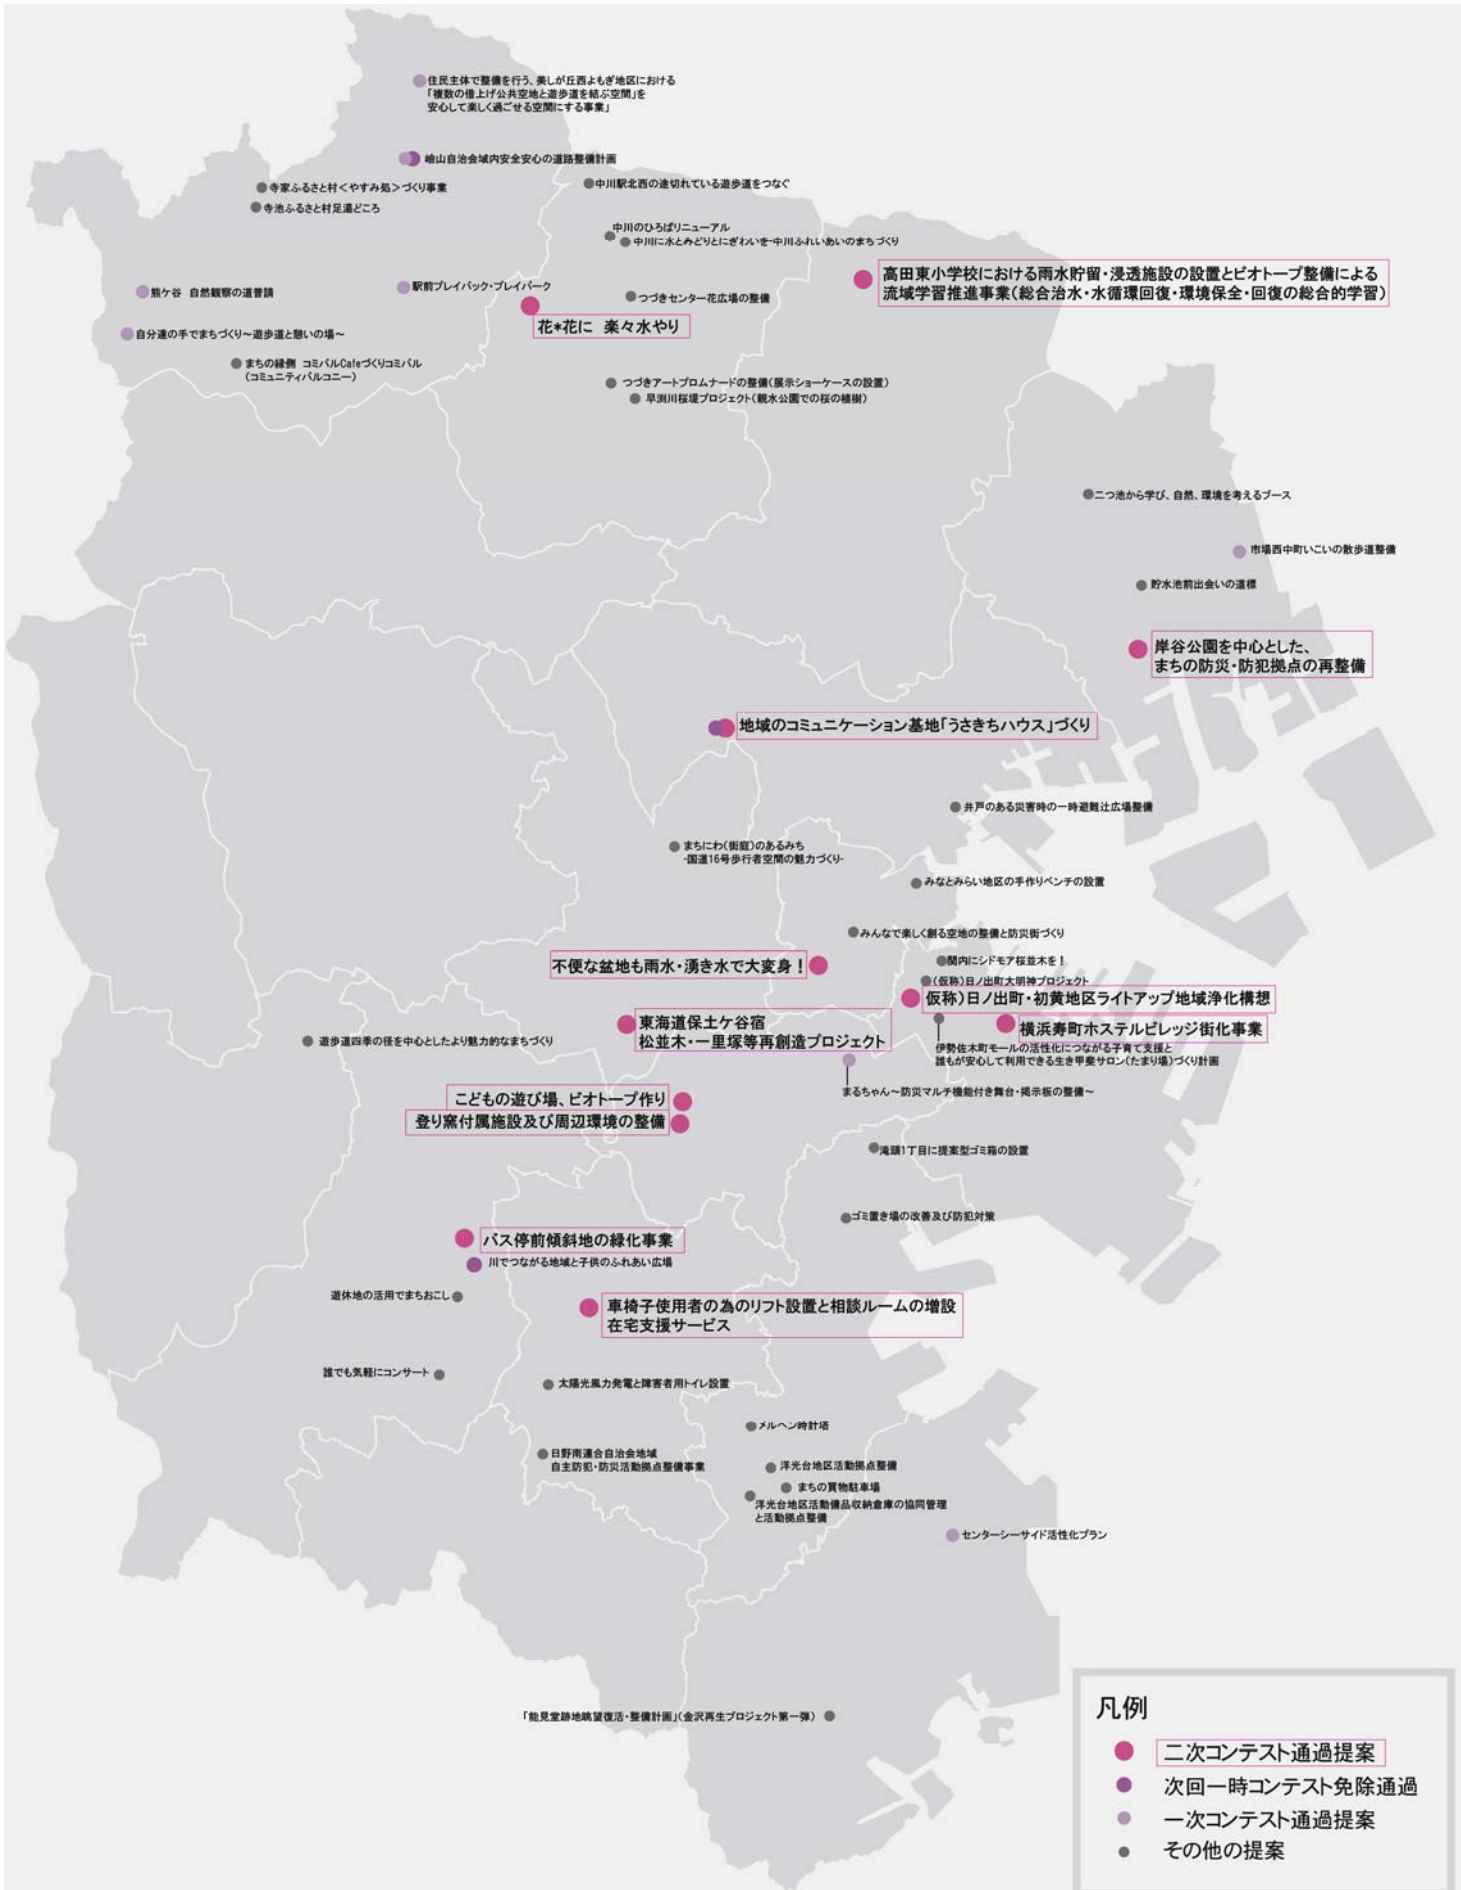 住民主体で整備を行う、美しが丘西よもぎ地区における
「複数の借上げ公共空地と遊歩道を結ぶ空間」を
安心して楽しく過ごせる空間にする事業」
嶮山自治会域内安全安心の道路整備計画
寺家ふるさと村<やすみ処>づくり事業
寺池ふるさと村足湯どころ
中川駅北西の途切れている遊歩道をつなぐ
中川のひろばリニューアル
中川に水とみどりとにぎわいを-中川ふれいあいのまちづくり
高田東小学校における雨水貯留・浸透施設の設置とビオトープ整備による
流域学習推進事業(総合治水・水循環回復・環境保全・回復の総合的学習)
熊ケ谷 自然観察の道普請
駅前プレイバック・プレイパーク
つづきセンター花広場の整備
花*花に 楽々水やり
自分達の手でまちづくり～遊歩道と憩いの場～
まちの縁側 コミバルCafeづくりコミバル
(コミュニティバルコニー)
つづきアートプロムナードの整備(展示ショーケースの設置)
早渕川桜堤プロジェクト(親水公園での桜の植樹)
二つ池から学び、自然、環境を考えるブース
市場西中町いこいの散歩道整備
貯水池前出会いの道標
岸谷公園を中心とした、
まちの防災・防犯拠点の再整備
地域のコミュニケーション基地「うさきちハウス」づくり
井戸のある災害時の一時避難辻広場整備
まちにわ(街庭)のあるみち
-国道16号歩行者空間の魅力づくり-
みなとみらい地区の手作りベンチの設置
みんなで楽しく創る空地の整備と防災街づくり
不便な盆地も雨水・湧き水で大変身！
関内にシドモア桜並木を！
(仮称)日ノ出町大明神プロジェクト
仮称)日ノ出町・初黄地区ライトアップ地域浄化構想
東海道保土ケ谷宿
松並木・一里塚等再創造プロジェクト
横浜寿町ホステルビレッジ街化事業
遊歩道四季の径を中心としたより魅力的なまちづくり
伊勢佐木町モールの活性化につながる子育て支援と
誰もが安心して利用できる生き甲斐サロン(たまり場)づくり計画
まるちゃん～防災マルチ機能付き舞台・掲示板の整備～
こどもの遊び場、ビオトープ作り
登り窯付属施設及び周辺環境の整備
滝頭1丁目に提案型ゴミ箱の設置
ゴミ置き場の改善及び防犯対策
バス停前傾斜地の緑化事業
川でつながる地域と子供のふれあい広場
遊休地の活用でまちおこし
車椅子使用者の為のリフト設置と相談ルームの増設
在宅支援サービス
誰でも気軽にコンサート
太陽光風力発電と障害者用トイレ設置
メルヘン時計塔
日野南連合自治会地域
自主防犯・防災活動拠点整備事業
洋光台地区活動拠点整備
まちの買物駐車場
洋光台地区活動備品収納倉庫の協同管理
と活動拠点整備
センターシーサイド活性化プラン
「能見堂跡地眺望復活・整備計画」(金沢再生プロジェクト第一弾)
凡例
二次コンテスト通過提案
次回一時コンテスト免除通過
一次コンテスト通過提案
その他の提案